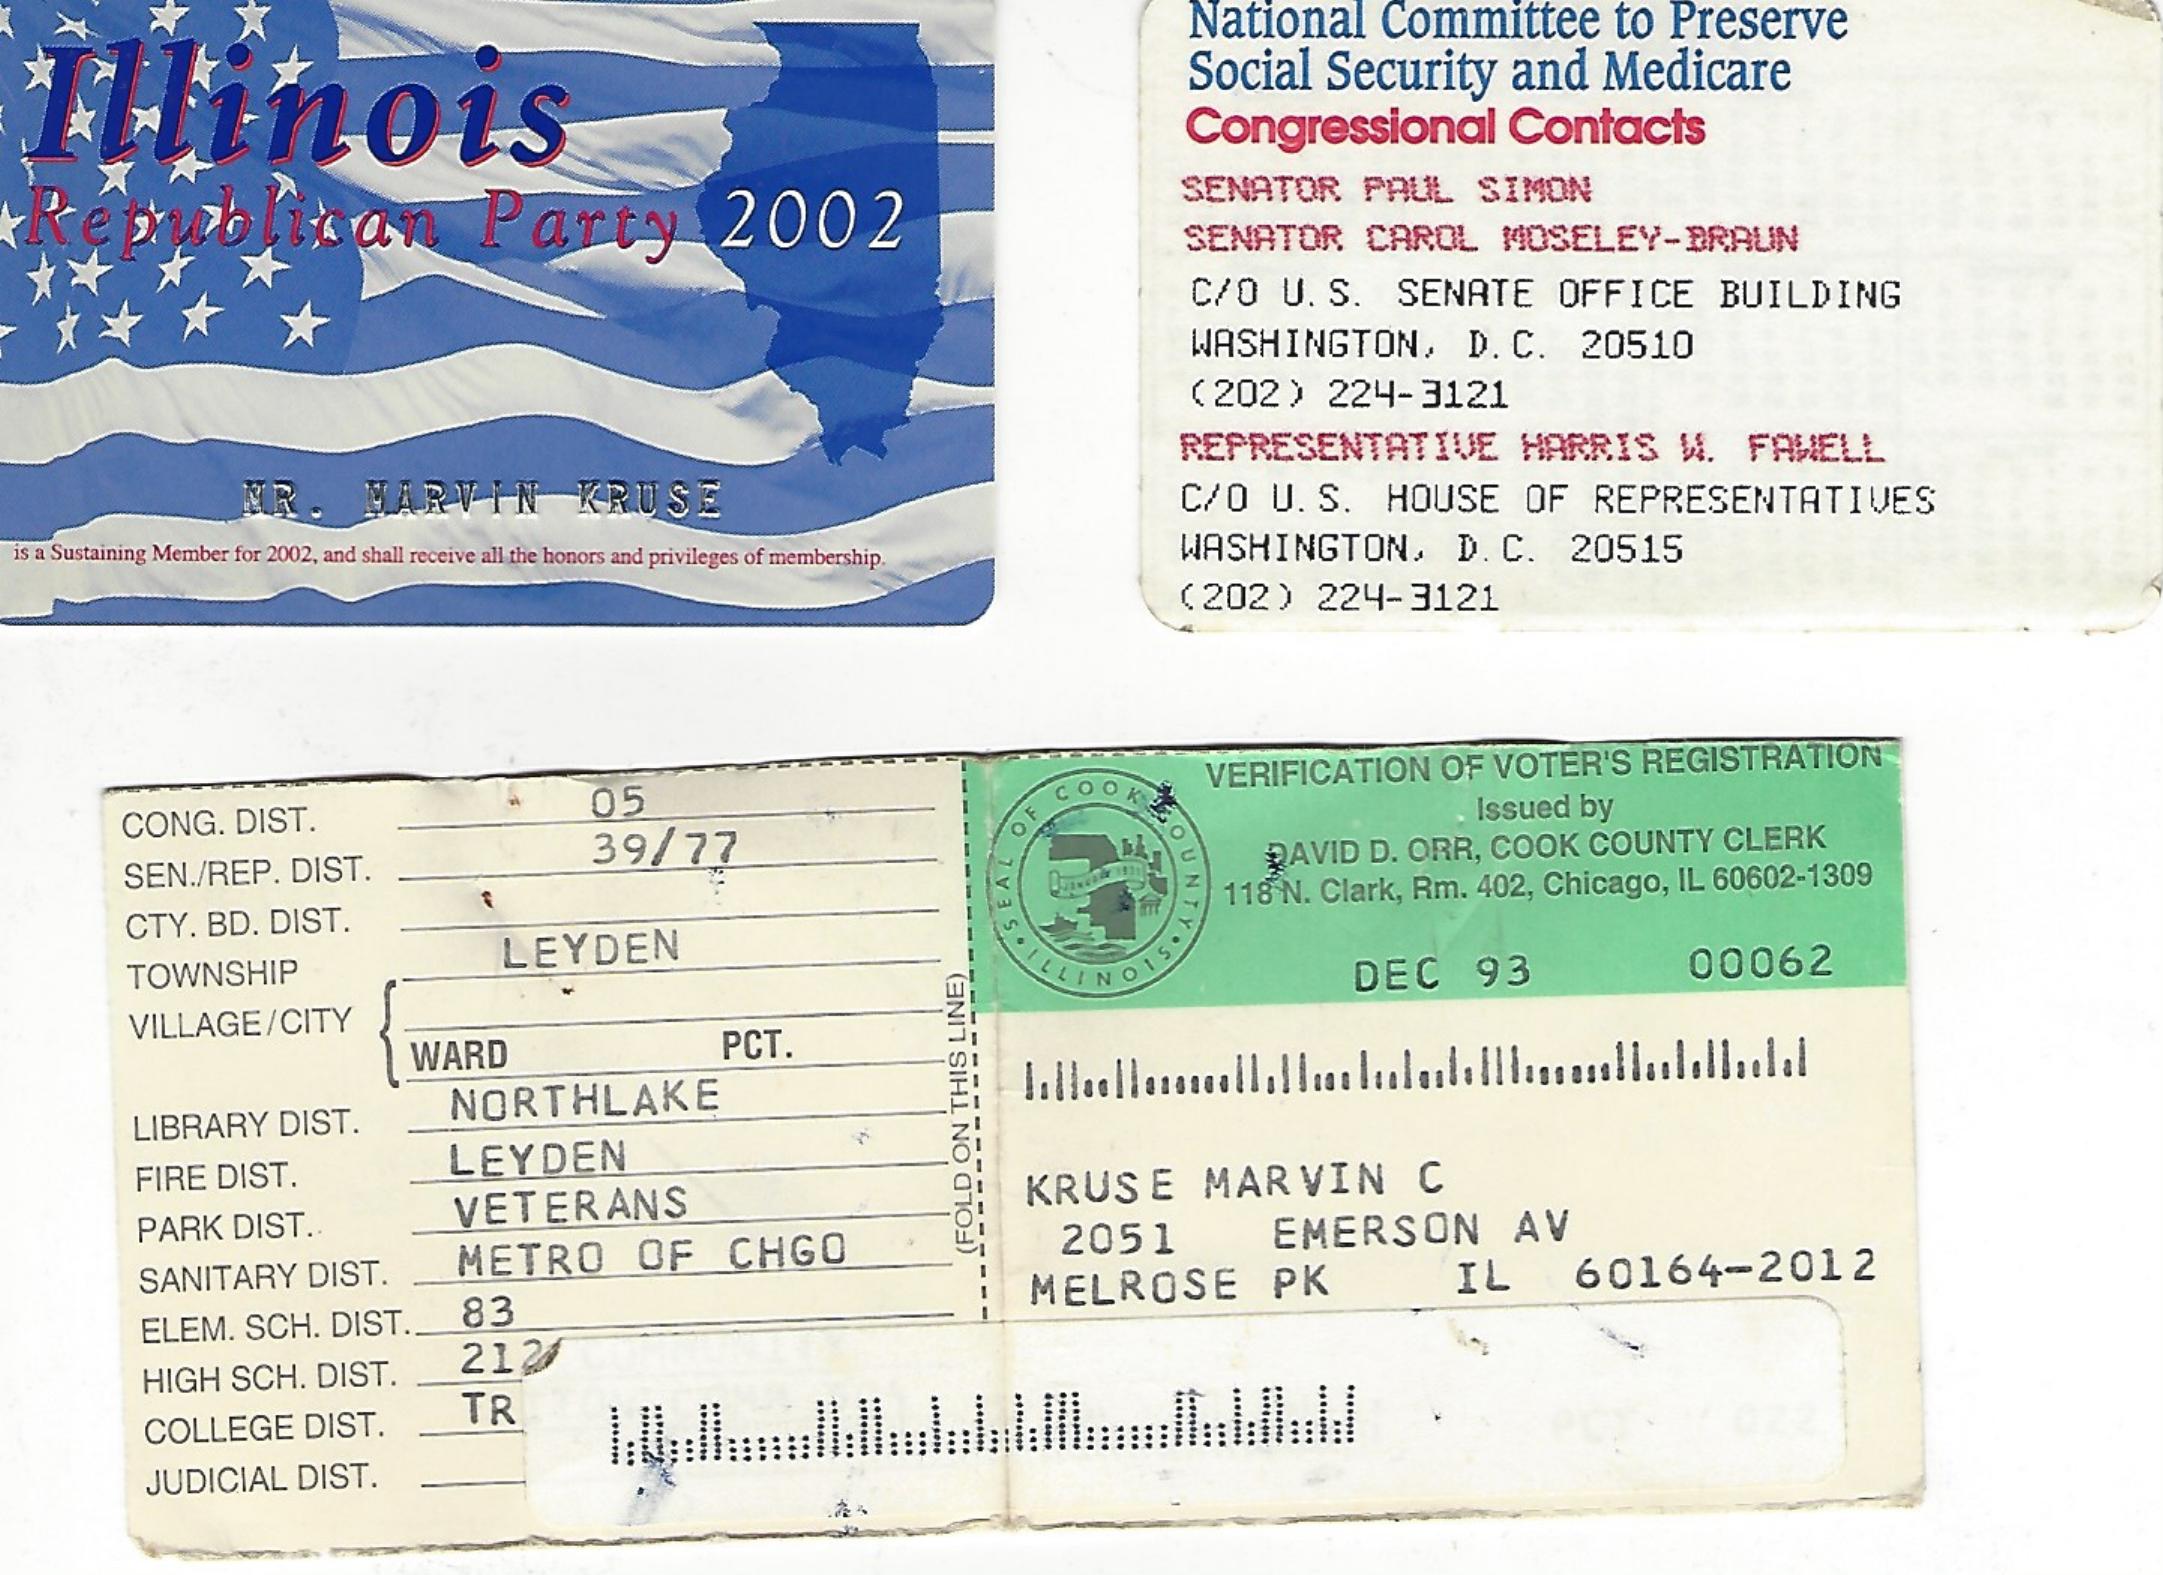 Illinois
Republican Party 2002
MR. MARVIN KRUSE
is a Sustaining Member for 2002, and shall receive all the honors and privileges of membership.
National Committee to Preserve
Social Security and Medicare
Congressional Contacts
SENATOR PAUL SIMON
SENATOR CAROL MOSELEY-BRAUN
C/O U.S. SENATE OFFICE BUILDING
WASHINGTON, D.C. 20510
(202) 224-3121
REPRESENTATIVE HARRIS W. FAWELL
C/O U.S. HOUSE OF REPRESENTATIVES
WASHINGTON, D.C. 20515
(202) 224-3121
CONG. DIST. 05
SEN./REP. DIST. 39/77
CTY. BD. DIST.
TOWNSHIP LEYDEN
VILLAGE/CITY
WARD PCT.
LIBRARY DIST. NORTHLAKE
FIRE DIST. LEYDEN
PARK DIST. VETERANS
SANITARY DIST. METRO OF CHGO
ELEM. SCH. DIST. 83
HIGH SCH. DIST. 212
COLLEGE DIST. TR
JUDICIAL DIST.
(FOLD ON THIS LINE)
SEAL OF COOK COUNTY ILLINOIS
VERIFICATION OF VOTER'S REGISTRATION
Issued by
DAVID D. ORR, COOK COUNTY CLERK
118 N. Clark, Rm. 402, Chicago, IL 60602-1309
DEC 93 00062
KRUSE MARVIN C
2051 EMERSON AV
MELROSE PK IL 60164-2012